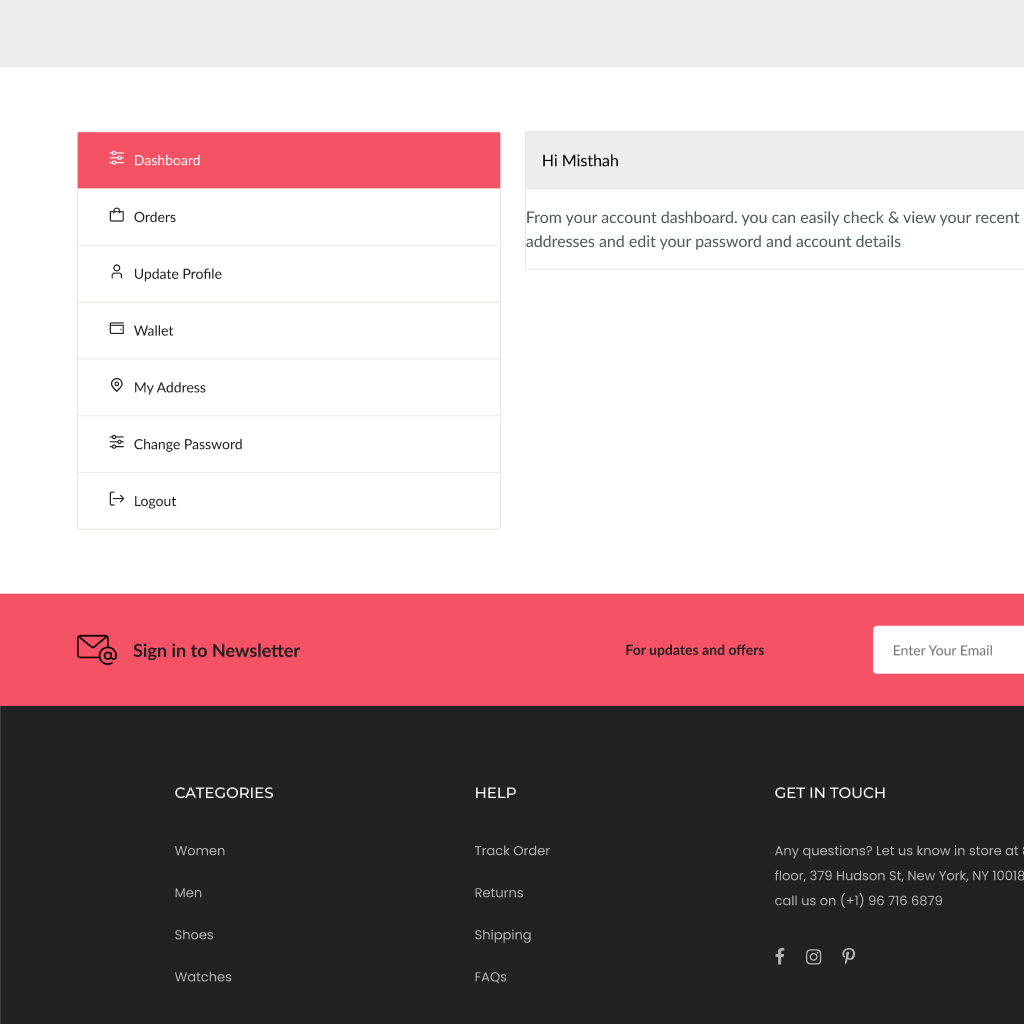 Dashboard
Orders
Update Profile
Wallet
My Address
Change Password
Logout
Hi Misthah
From your account dashboard. you can easily check & view your recent
addresses and edit your password and account details
Sign in to Newsletter
For updates and offers
Enter Your Email
CATEGORIES
Women
Men
Shoes
Watches
HELP
Track Order
Returns
Shipping
FAQs
GET IN TOUCH
Any questions? Let us know in store at
floor, 379 Hudson St, New York, NY 10018
call us on (+1) 96 716 6879